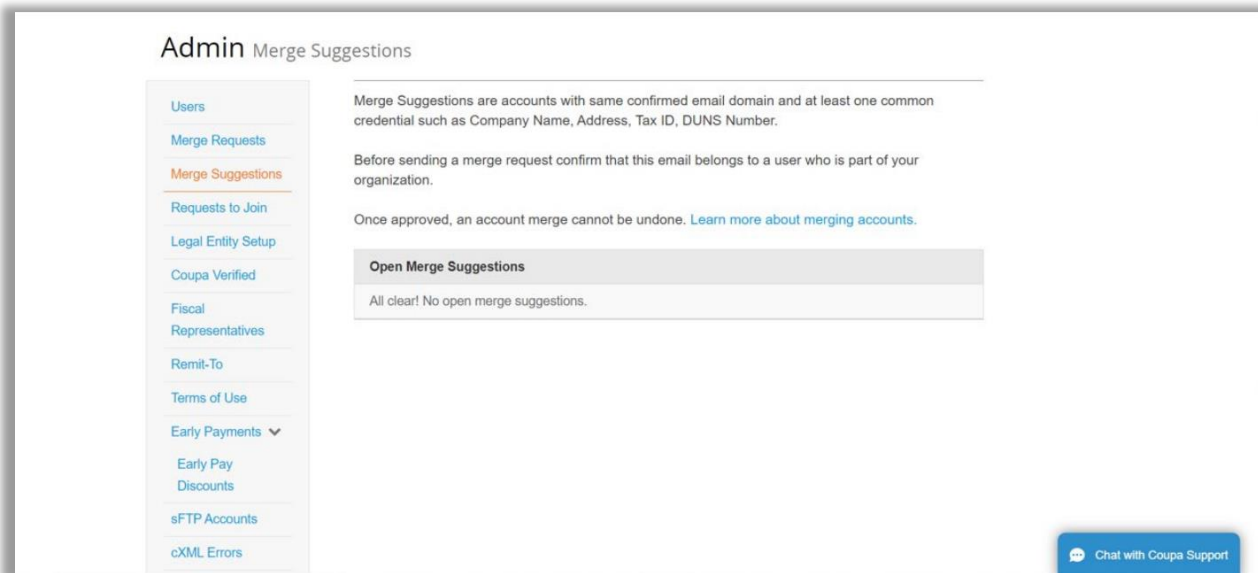 Admin Merge Suggestions
Users
Merge Requests
Merge Suggestions
Requests to Join
Legal Entity Setup
Coupa Verified
Fiscal
Representatives
Remit-To
Terms of Use
Early Payments
Early Pay
Discounts
sFTP Accounts
cXML Errors
Merge Suggestions are accounts with same confirmed email domain and at least one common
credential such as Company Name, Address, Tax ID, DUNS Number.
Before sending a merge request confirm that this email belongs to a user who is part of your
organization.
Once approved, an account merge cannot be undone. Learn more about merging accounts.
Open Merge Suggestions
All clear! No open merge suggestions.
Chat with Coupa Support